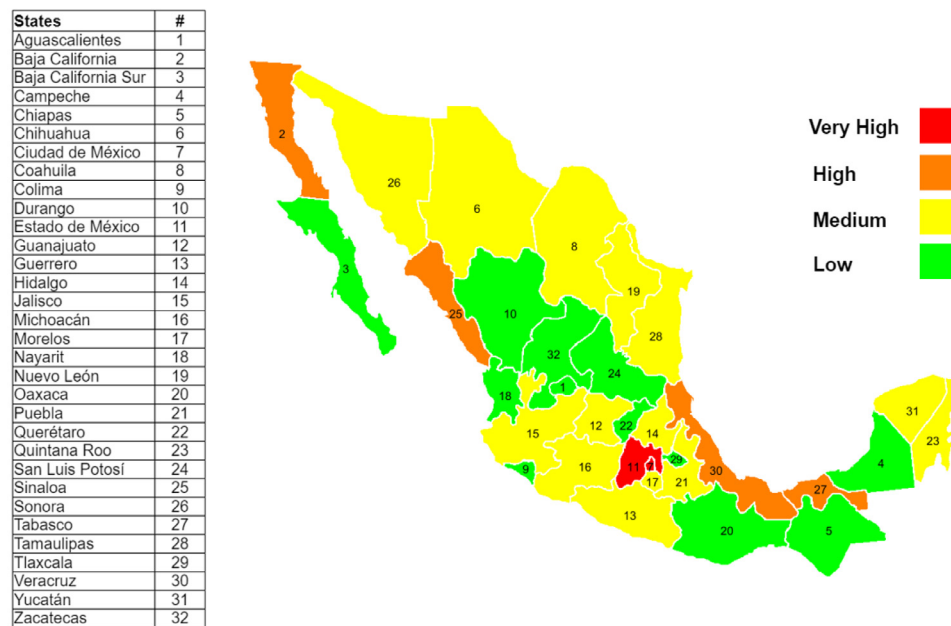 States #
Aguascalientes 1
Baja California 2
Baja California Sur 3
Campeche 4
Chiapas 5
Chihuahua 6
Ciudad de México 7
Coahuila 8
Colima 9
Durango 10
Estado de México 11
Guanajuato 12
Guerrero 13
Hidalgo 14
Jalisco 15
Michoacán 16
Morelos 17
Nayarit 18
Nuevo León 19
Oaxaca 20
Puebla 21
Querétaro 22
Quintana Roo 23
San Luis Potosí 24
Sinaloa 25
Sonora 26
Tabasco 27
Tamaulipas 28
Tlaxcala 29
Veracruz 30
Yucatán 31
Zacatecas 32
Very High
High
Medium
Low
2
26
6
8
3
19
25
10
28
32
24
1
18
31
22
12
15
14
23
29
9
16
11
30
4
17
21
27
13
20
5